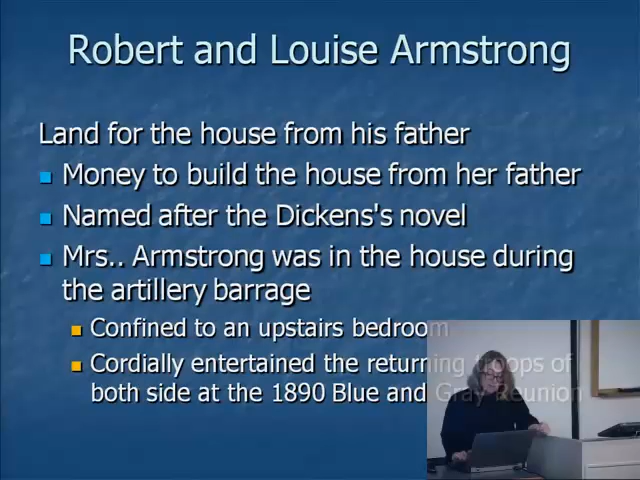 Robert and Louise Armstrong
Land for the house from his father
Money to build the house from her father
Named after the Dickens's novel
Mrs.. Armstrong was in the house during
the artillery barrage
Confined to an upstairs bedroom
Cordially entertained the returning troops of
both side at the 1890 Blue and Gray Reunion